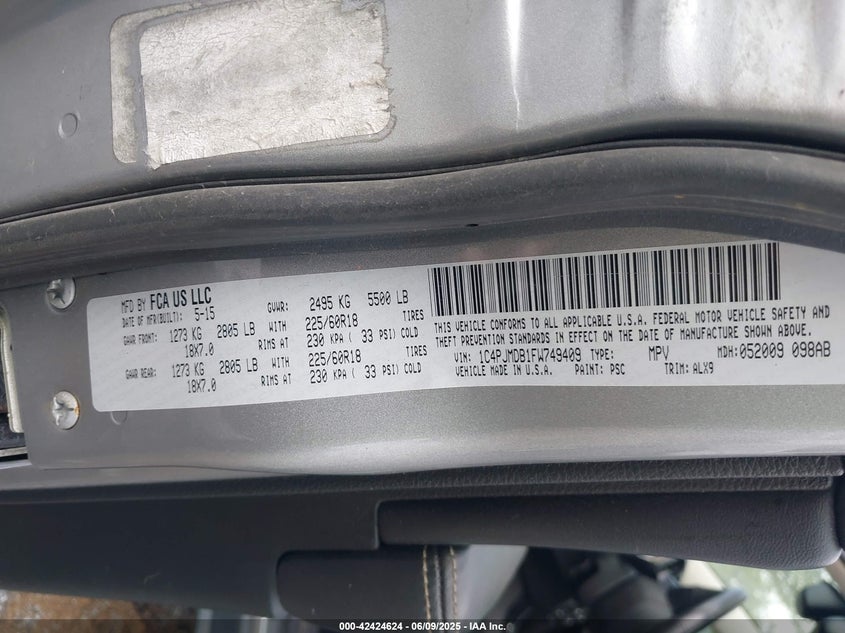 MFD BY FCA US LLC
DATE OF MFR(BUILT): 5-15 GVWR: 2495 KG 5500 LB
GAWR FRONT: 1273 KG 2805 LB WITH 225/60R18 TIRES
18X7.0 RIMS AT 230 KPA ( 33 PSI) COLD
GAWR REAR: 1273 KG 2805 LB WITH 225/60R18 TIRES
18X7.0 RIMS AT 230 KPA ( 33 PSI) COLD
THIS VEHICLE CONFORMS TO ALL APPLICABLE U.S.A. FEDERAL MOTOR VEHICLE SAFETY AND
THEFT PREVENTION STANDARDS IN EFFECT ON THE DATE OF MANUFACTURE SHOWN ABOVE.
VIN: 1C4PJMDB1FW749409 TYPE: MPV MDH:052009 098AB
VEHICLE MADE IN U.S.A. PAINT: PSC TRIM: ALX9
000-42424624 - 06/09/2025 - IAA Inc.